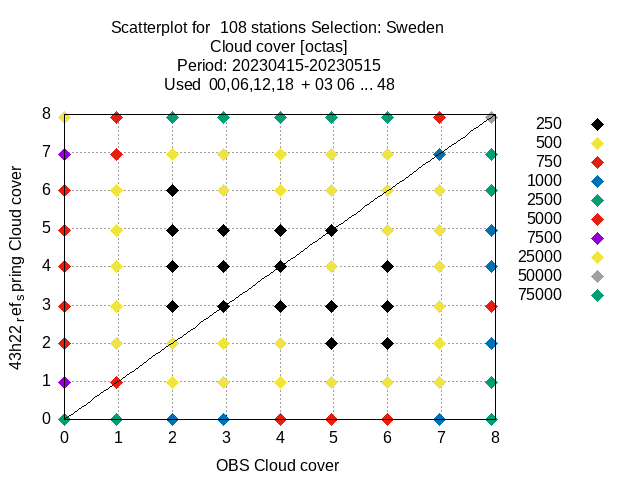 Scatterplot for 108 stations Selection: Sweden
Cloud cover [octas]
Period: 20230415-20230515
Used 00,06,12,18 + 03 06 ... 48
8
7
6
5
4
3
2
1
0
0 1 2 3 4 5 6 7 8
43h22_ref_spring Cloud cover
OBS Cloud cover
250
500
750
1000
2500
5000
7500
25000
50000
75000